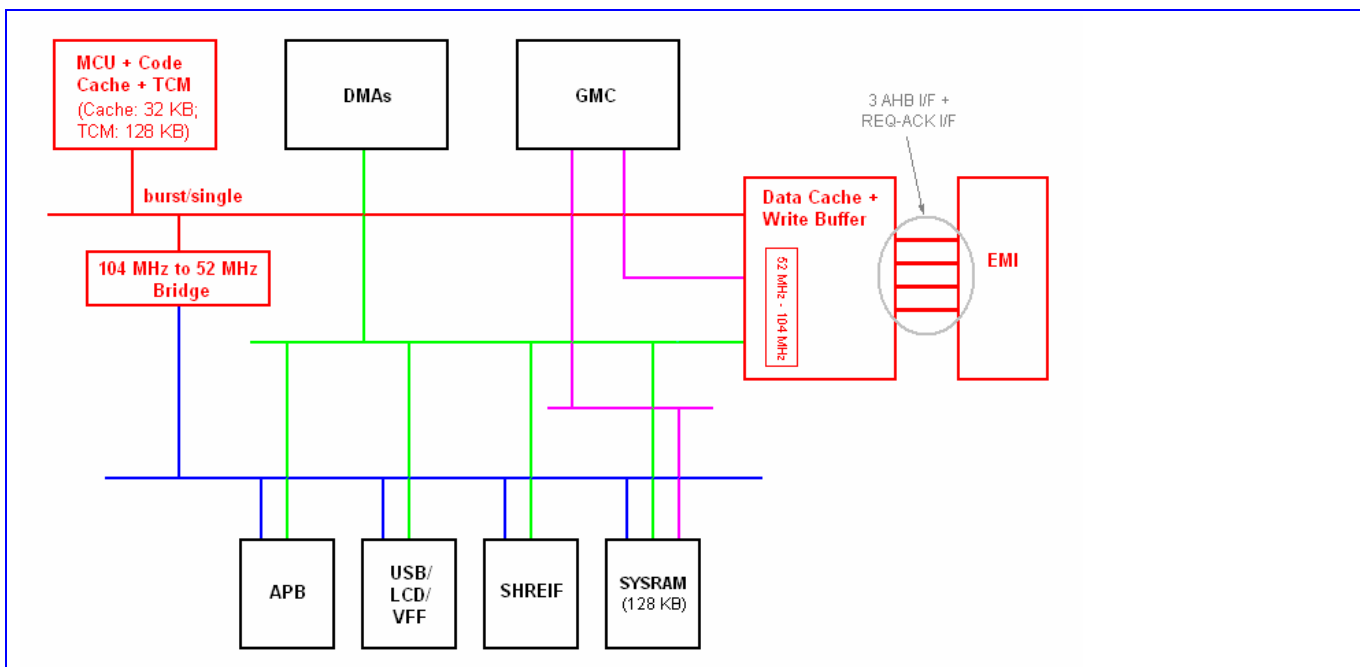 MCU + Code
Cache + TCM
(Cache: 32 KB;
TCM: 128 KB)
DMAs
GMC
3 AHB I/F +
REQ-ACK I/F
burst/single
Data Cache +
Write Buffer
EMI
104 MHz to 52 MHz
Bridge
52 MHz - 104 MHz
APB
USB/
LCD/
VFF
SHREIF
SYSRAM
(128 KB)